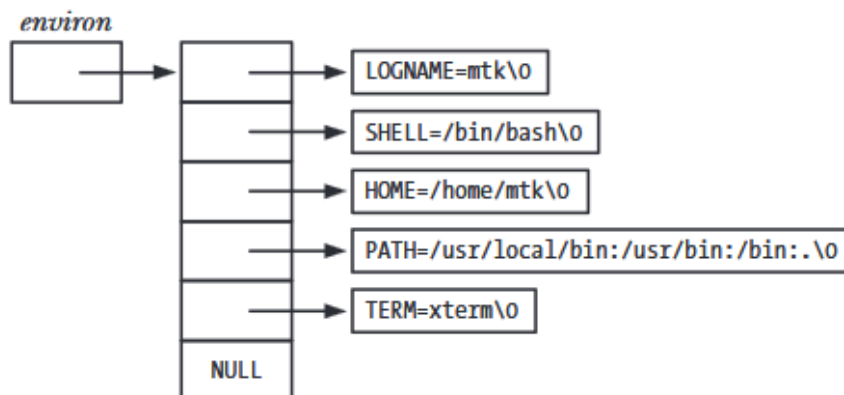 environ
LOGNAME=mtk\0
SHELL=/bin/bash\0
HOME=/home/mtk\0
PATH=/usr/local/bin:/usr/bin:/bin:.\0
TERM=xterm\0
NULL